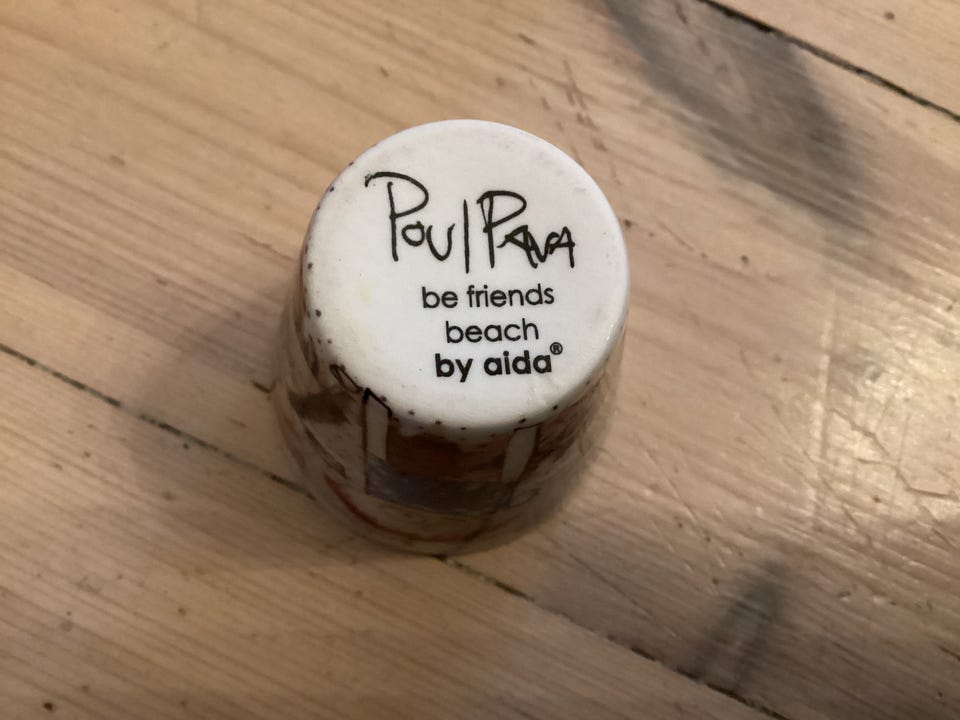 Poul Pava
be friends
beach
by aida®